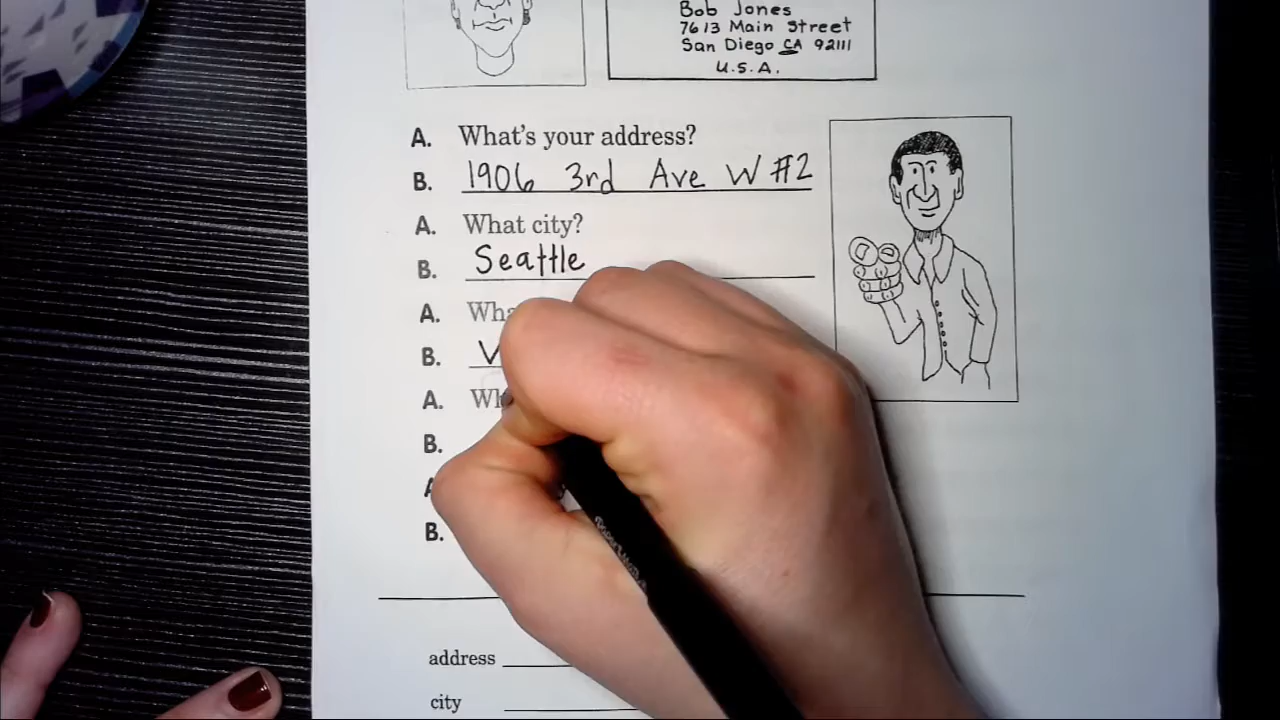 Bob Jones
7613 Main Street
San Diego CA 92111
U.S.A.
A. What's your address?
B. 1906 3rd Ave W #2
A. What city?
B. Seattle
A.
B.
A.
B.
B.
address
city